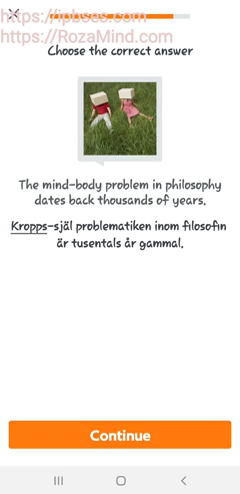 https://ipbses.com
https://RozaMind.com
Choose the correct answer
The mind-body problem in philosophy
dates back thousands of years.
Kropps-själ problematiken inom filosofin
är tusentals år gammal.
Continue